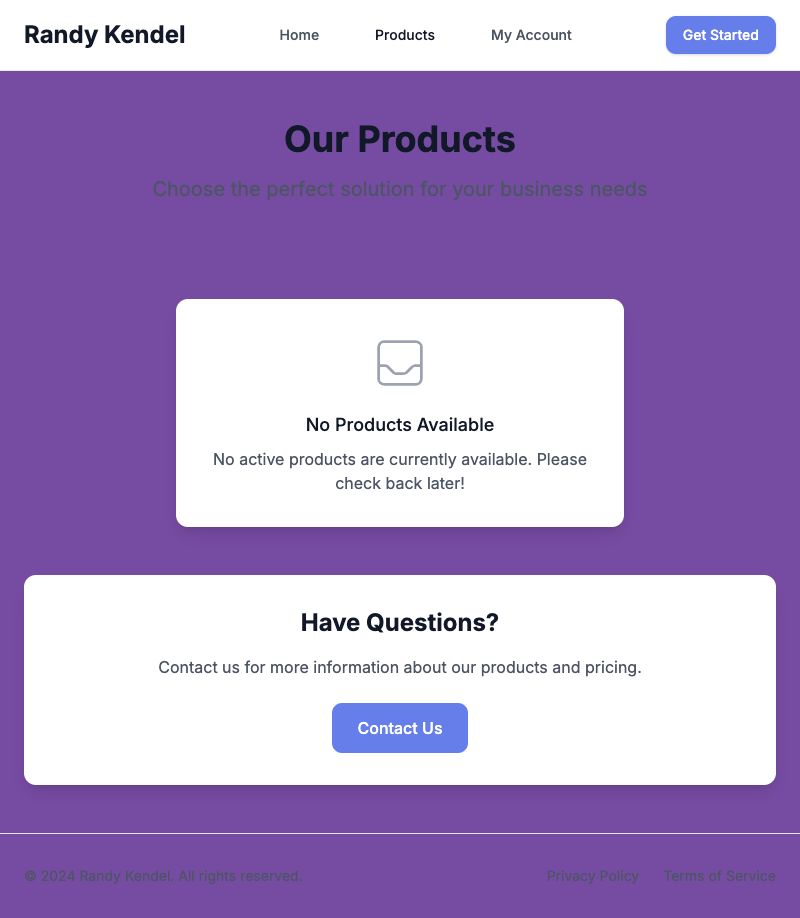 Randy Kendel
Home
Products
My Account
Get Started
Our Products
Choose the perfect solution for your business needs
No Products Available
No active products are currently available. Please
check back later!
Have Questions?
Contact us for more information about our products and pricing.
Contact Us
© 2024 Randy Kendel. All rights reserved.
Privacy Policy
Terms of Service